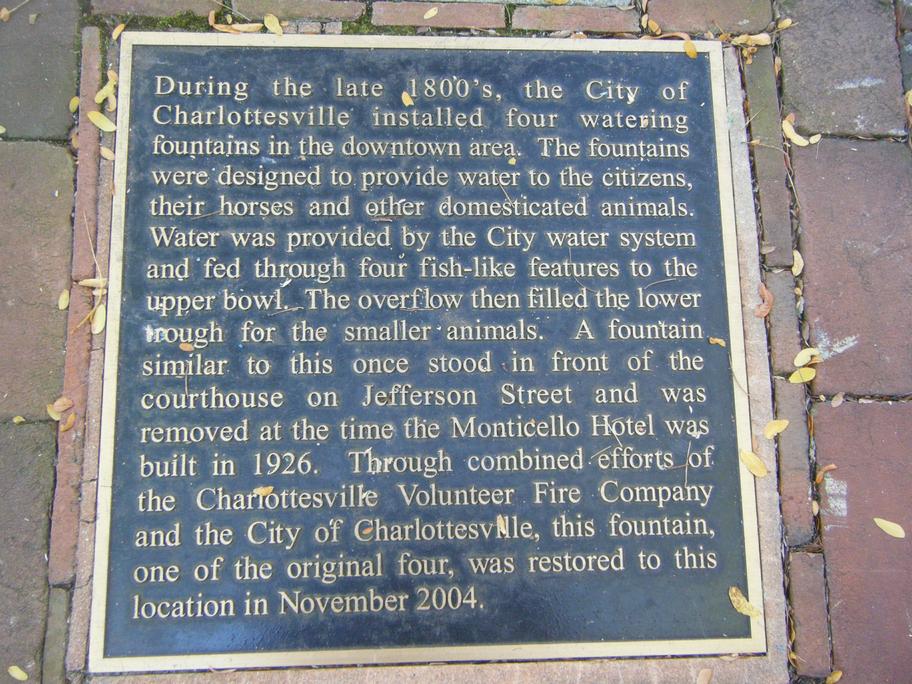 During the late 1800's, the City of
Charlottesville installed four watering
fountains in the downtown area. The fountains
were designed to provide water to the citizens,
their horses and other domesticated animals.
Water was provided by the City water system
and fed through four fish-like features to the
upper bowl. The overflow then filled the lower
trough for the smaller animals. A fountain
similar to this once stood in front of the
courthouse on Jefferson Street and was
removed at the time the Monticello Hotel was
built in 1926. Through combined efforts of
the Charlottesville Volunteer Fire Company
and the City of Charlottesville, this fountain,
one of the original four, was restored to this
location in November 2004.